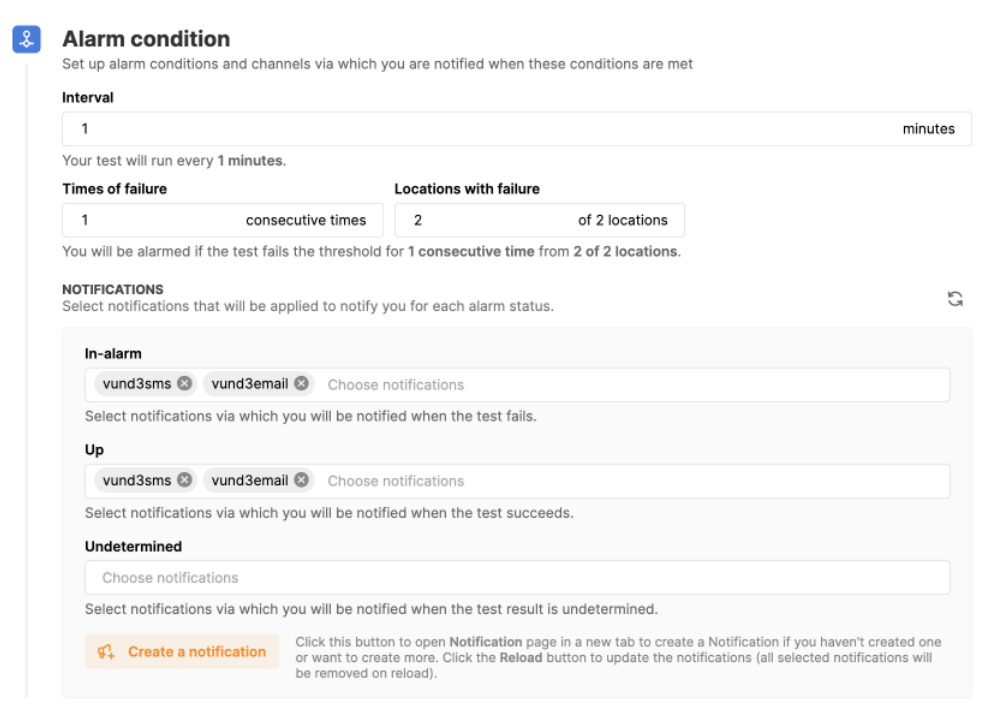 Alarm condition
Set up alarm conditions and channels via which you are notified when these conditions are met
Interval
1 minutes
Your test will run every 1 minutes.
Times of failure Locations with failure
1 consecutive times 2 of 2 locations
You will be alarmed if the test fails the threshold for 1 consecutive time from 2 of 2 locations.
NOTIFICATIONS
Select notifications that will be applied to notify you for each alarm status.
In-alarm
vund3sms vund3email Choose notifications
Select notifications via which you will be notified when the test fails.
Up
vund3sms vund3email Choose notifications
Select notifications via which you will be notified when the test succeeds.
Undetermined
Choose notifications
Select notifications via which you will be notified when the test result is undetermined.
Create a notification
Click this button to open Notification page in a new tab to create a Notification if you haven't created one
or want to create more. Click the Reload button to update the notifications (all selected notifications will
be removed on reload).